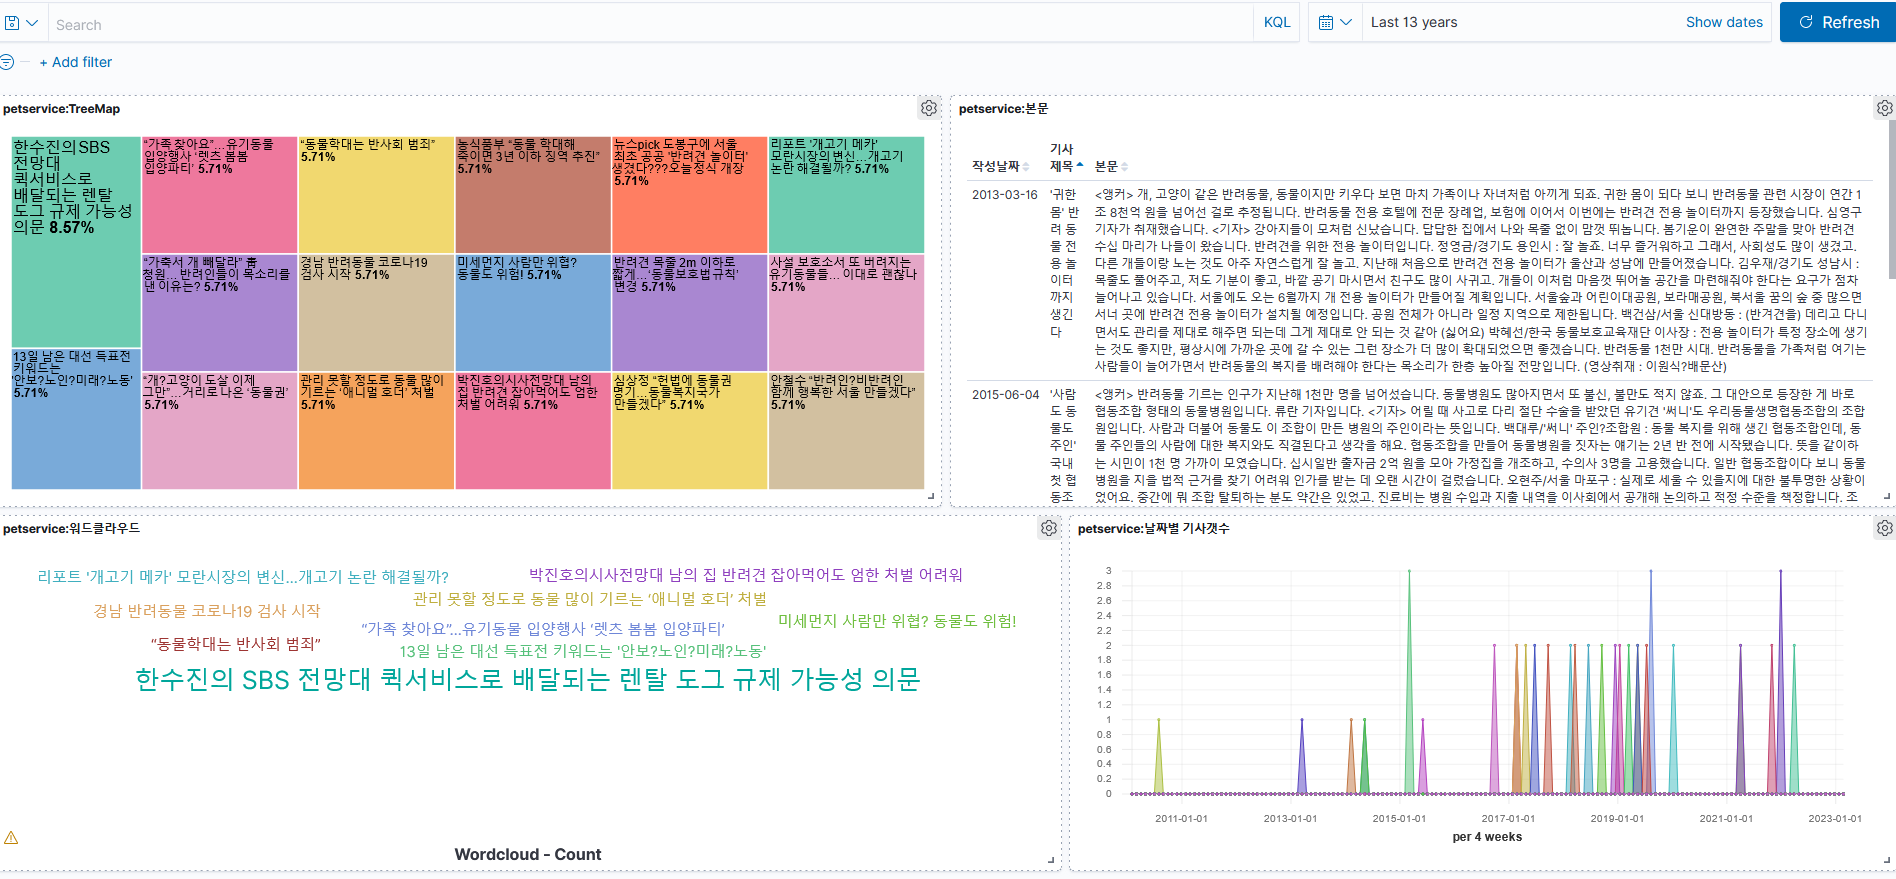 Search
KQL
Last 13 years
Show dates
Refresh
+ Add filter
petservice:TreeMap
한수진의SBS
전망대
퀵서비스로
배달되는 렌탈
도그 규제 가능성
의문 8.57%
13일 남은 대선 득표전
키워드는
'안보?노인?미래?노동'
5.71%
“가족 찾아요”…유기동물
입양행사 ‘렛츠 봄봄
입양파티’ 5.71%
“동물학대는 반사회 범죄”
5.71%
농식품부 “동물 학대해
죽이면 3년 이하 징역 추진”
5.71%
뉴스pick 도봉구에 서울
최초 공공 '반려견 놀이터'
생겼다???오늘정식 개장
5.71%
리포트 '개고기 메카'
모란시장의 변신...개고기
논란 해결될까? 5.71%
“가축서 개 빼달라” 靑
청원… 반려인들이 목소리를
낸 이유는? 5.71%
경남 반려동물 코로나19
검사 시작 5.71%
미세먼지 사람만 위협?
동물도 위험! 5.71%
반려견 목줄 2m 이하로
짧게…‘동물보호법규칙’
변경 5.71%
사설 보호소서 또 버려지는
유기동물들… 이대로 괜찮나
5.71%
“개?고양이 도살 이제
그만”…거리로나온 ‘동물권’
5.71%
관리 못할 정도로 동물 많이
기르는 ‘애니멀 호더’ 처벌
5.71%
박진호의시사전망대 남의
집 반려견 잡아먹어도 엄한
처벌 어려워 5.71%
심상정 “헌법에 동물권
명기…동물복지국가
만들겠다” 5.71%
안철수 “반려인?비반려인
함께 행복한 서울 만들겠다”
5.71%
petservice:본문
작성날짜 기사 제목 본문
2013-03-16 '귀한 <앵커> 개, 고양이 같은 반려동물, 동물이지만 키우다 보면 마치 가족이나 자녀처럼 아끼게 되죠. 귀한 몸이 되다 보니 반려동물 관련 시장이 연간 1
몸' 반 조 8천억 원을 넘어선 걸로 추정됩니다. 반려동물 전용 호텔에 전문 장례업, 보험에 이어서 이번에는 반려견 전용 놀이터까지 등장했습니다. 심영구
려 동 기자가 취재했습니다. <기자> 강아지들이 모처럼 신났습니다. 답답한 집에서 나와 목줄 없이 맘껏 뛰놉니다. 봄기운이 완연한 주말을 맞아 반려견
물 전 수십 마리가 나들이 왔습니다. 반려견을 위한 전용 놀이터입니다. 정영금/경기도 용인시 : 잘 놀죠. 너무 즐거워하고 그래서, 사회성도 많이 생겼고.
용 놀 다른 개들이랑 노는 것도 아주 자연스럽게 잘 놀고. 지난해 처음으로 반려견 전용 놀이터가 울산과 성남에 만들어졌습니다. 김우재/경기도 성남시 :
이터 목줄도 풀어주고, 저도 기분이 좋고, 바깥 공기 마시면서 친구도 많이 사귀고. 개들이 이처럼 마음껏 뛰어놀 공간을 마련해줘야 한다는 요구가 점차
까지 늘어나고 있습니다. 서울에도 오는 6월까지 개 전용 놀이터가 만들어질 계획입니다. 서울숲과 어린이대공원, 보라매공원, 북서울 꿈의 숲 중 많으면
생긴 서너 곳에 반려견 전용 놀이터가 설치될 예정입니다. 공원 전체가 아니라 일정 지역으로 제한됩니다. 백건삼/서울 신대방동 : (반겨견을) 데리고 다니
다 면서도 관리를 제대로 해주면 되는데 그게 제대로 안 되는 것 같아 (싫어요) 박혜선/한국 동물보호교육재단 이사장 : 전용 놀이터가 특정 장소에 생기
는 것도 좋지만, 평상시에 가까운 곳에 갈 수 있는 그런 장소가 더 많이 확대되었으면 좋겠습니다. 반려동물 1천만 시대. 반려동물을 가족처럼 여기는
사람들이 늘어가면서 반려동물의 복지를 배려해야 한다는 목소리가 한층 높아질 전망입니다. (영상취재 : 이원식?배문산)
2015-06-04 '사람 <앵커> 반려동물 기르는 인구가 지난해 1천만 명을 넘어섰습니다. 동물병원도 많아지면서 또 불신, 불만도 적지 않죠. 그 대안으로 등장한 게 바로
도 동 협동조합 형태의 동물병원입니다. 류란 기자입니다. <기자> 어릴 때 사고로 다리 절단 수술을 받았던 유기견 '써니'도 우리동물생명협동조합의 조합
물도 원입니다. 사람과 더불어 동물도 이 조합이 만든 병원의 주인이라는 뜻입니다. 백대루/'써니' 주인?조합원 : 동물 복지를 위해 생긴 협동조합인데, 동
주인' 물 주인들의 사람에 대한 복지와도 직결된다고 생각을 해요. 협동조합을 만들어 동물병원을 짓자는 얘기는 2년 반 전에 시작됐습니다. 뜻을 같이하
국내 는 시민이 1천 명 가까이 모였습니다. 십시일반 출자금 2억 원을 모아 가정집을 개조하고, 수의사 3명을 고용했습니다. 일반 협동조합이다 보니 동물
첫 협 병원을 지을 법적 근거를 찾기 어려워 인가를 받는 데 오랜 시간이 걸렸습니다. 오현주/서울 마포구 : 실제로 세울 수 있을지에 대한 불투명한 상황이
동조 었어요. 중간에 뭐 조합 탈퇴하는 분도 약간은 있었고. 진료비는 병원 수입과 지출 내역을 이사회에서 공개해 논의하고 적정 수준을 책정합니다. 조
petservice:워드클라우드
리포트 '개고기 메카' 모란시장의 변신...개고기 논란 해결될까?
박진호의시사전망대 남의 집 반려견 잡아먹어도 엄한 처벌 어려워
경남 반려동물 코로나19 검사 시작
관리 못할 정도로 동물 많이 기르는 ‘애니멀 호더’ 처벌
미세먼지 사람만 위협? 동물도 위험!
“가족 찾아요”…유기동물 입양행사 ‘렛츠 봄봄 입양파티’
“동물학대는 반사회 범죄”
13일 남은 대선 득표전 키워드는 '안보?노인?미래?노동'
한수진의 SBS 전망대 퀵서비스로 배달되는 렌탈 도그 규제 가능성 의문
Wordcloud - Count
petservice:날짜별 기사갯수
3
2.8
2.6
2.4
2.2
2
1.8
1.6
1.4
1.2
1
0.8
0.6
0.4
0.2
0
2011-01-01 2013-01-01 2015-01-01 2017-01-01 2019-01-01 2021-01-01 2023-01-01
per 4 weeks